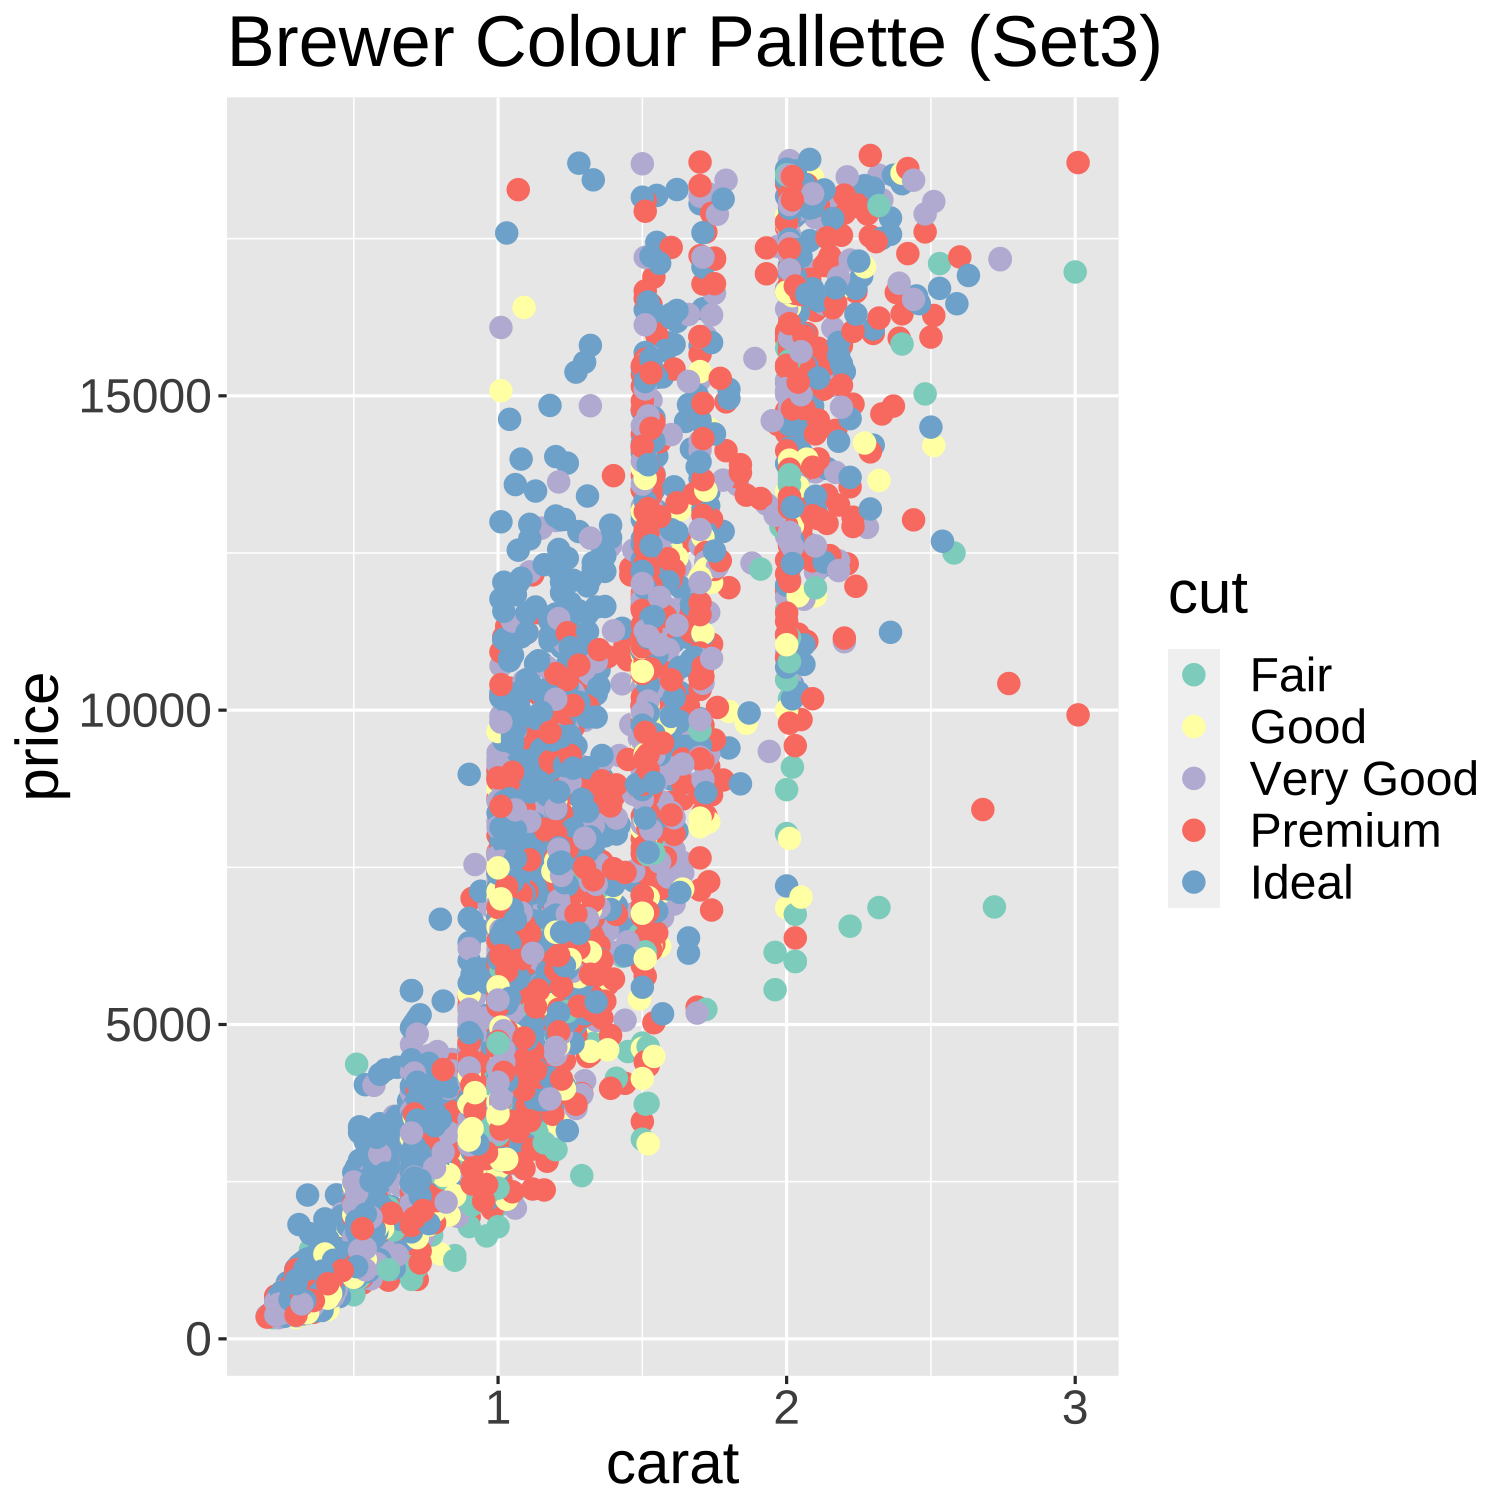 Brewer Colour Pallette (Set3)
price
15000
10000
5000
0
1 2 3
carat
cut
Fair
Good
Very Good
Premium
Ideal